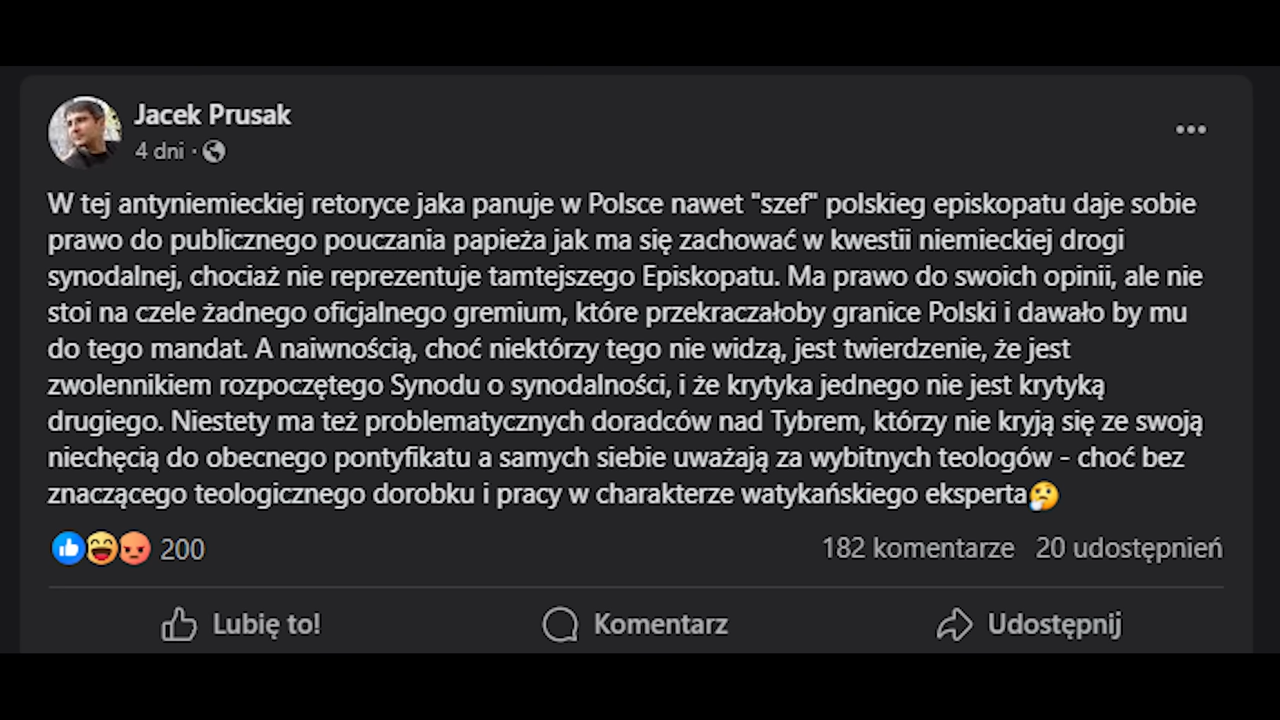 Jacek Prusak
4 dni ·
W tej antyniemieckiej retoryce jaka panuje w Polsce nawet "szef" polskieg episkopatu daje sobie
prawo do publicznego pouczania papieża jak ma się zachować w kwestii niemieckiej drogi
synodalnej, chociaż nie reprezentuje tamtejszego Episkopatu. Ma prawo do swoich opinii, ale nie
stoi na czele żadnego oficjalnego gremium, które przekraczałoby granice Polski i dawało by mu
do tego mandat. A naiwnością, choć niektórzy tego nie widzą, jest twierdzenie, że jest
zwolennikiem rozpoczętego Synodu o synodalności, i że krytyka jednego nie jest krytyką
drugiego. Niestety ma też problematycznych doradców nad Tybrem, którzy nie kryją się ze swoją
niechęcią do obecnego pontyfikatu a samych siebie uważają za wybitnych teologów - choć bez
znaczącego teologicznego dorobku i pracy w charakterze watykańskiego eksperta🤔
200 182 komentarze 20 udostępnień
Lubię to! Komentarz Udostępnij